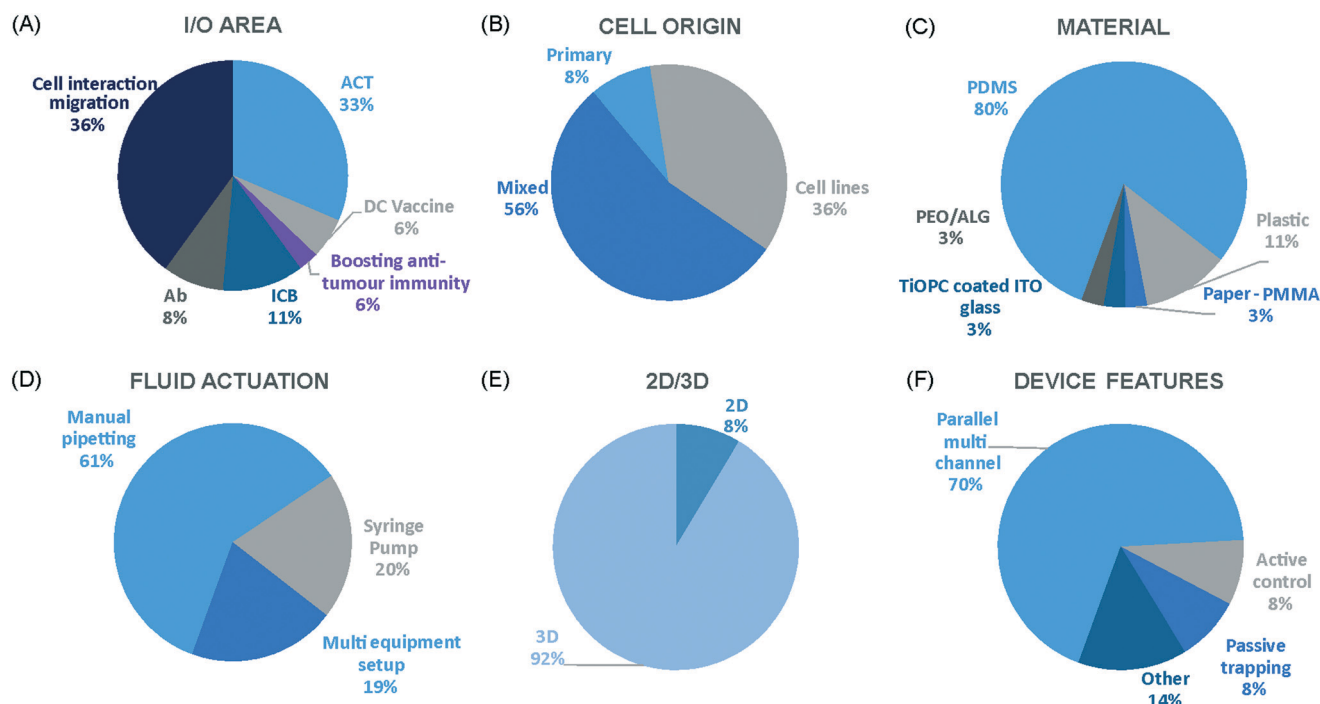 (A)
I/O AREA
Cell interaction
migration
36%
ACT
33%
DC Vaccine
6%
Boosting anti-
tumour immunity
6%
ICB
11%
Ab
8%
(B)
CELL ORIGIN
Primary
8%
Mixed
56%
Cell lines
36%
(C)
MATERIAL
PDMS
80%
PEO/ALG
3%
TiOPC coated ITO
glass
3%
Plastic
11%
Paper-PMMA
3%
(D)
FLUID ACTUATION
Manual
pipetting
61%
Syringe
Pump
20%
Multi equipment
setup
19%
(E)
2D/3D
2D
8%
3D
92%
(F)
DEVICE FEATURES
Parallel
multi
channel
70%
Active
control
8%
Passive
trapping
8%
Other
14%